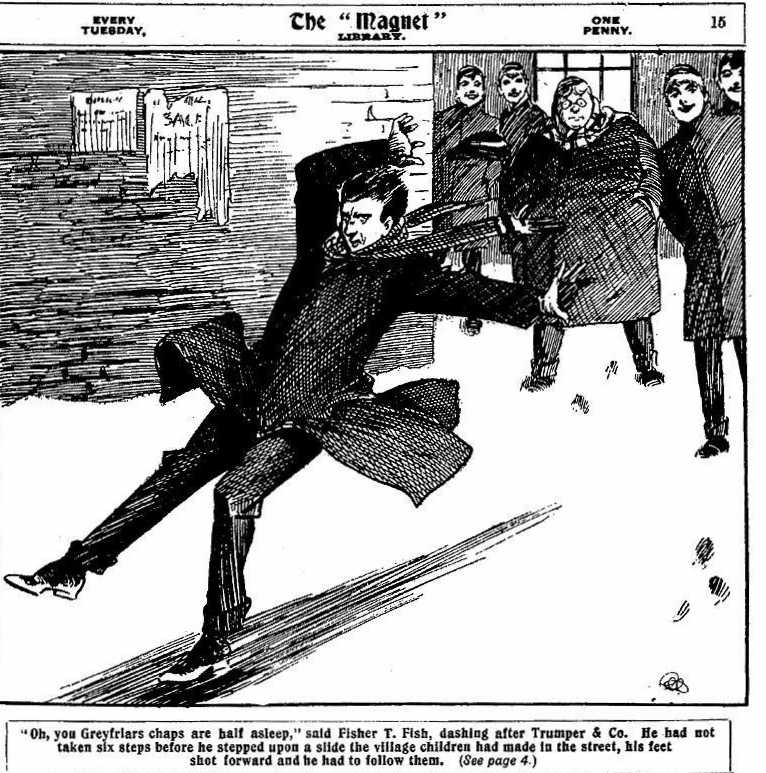 EVERY
TUESDAY,
The "Magnet"
LIBRARY.
ONE
PENNY.
15
SALE
"Oh, you Greyfriars chaps are half asleep," said Fisher T. Fish, dashing after Trumper & Co. He had not
taken six steps before he stepped upon a slide the village children had made in the street, his feet
shot forward and he had to follow them. (See page 4.)